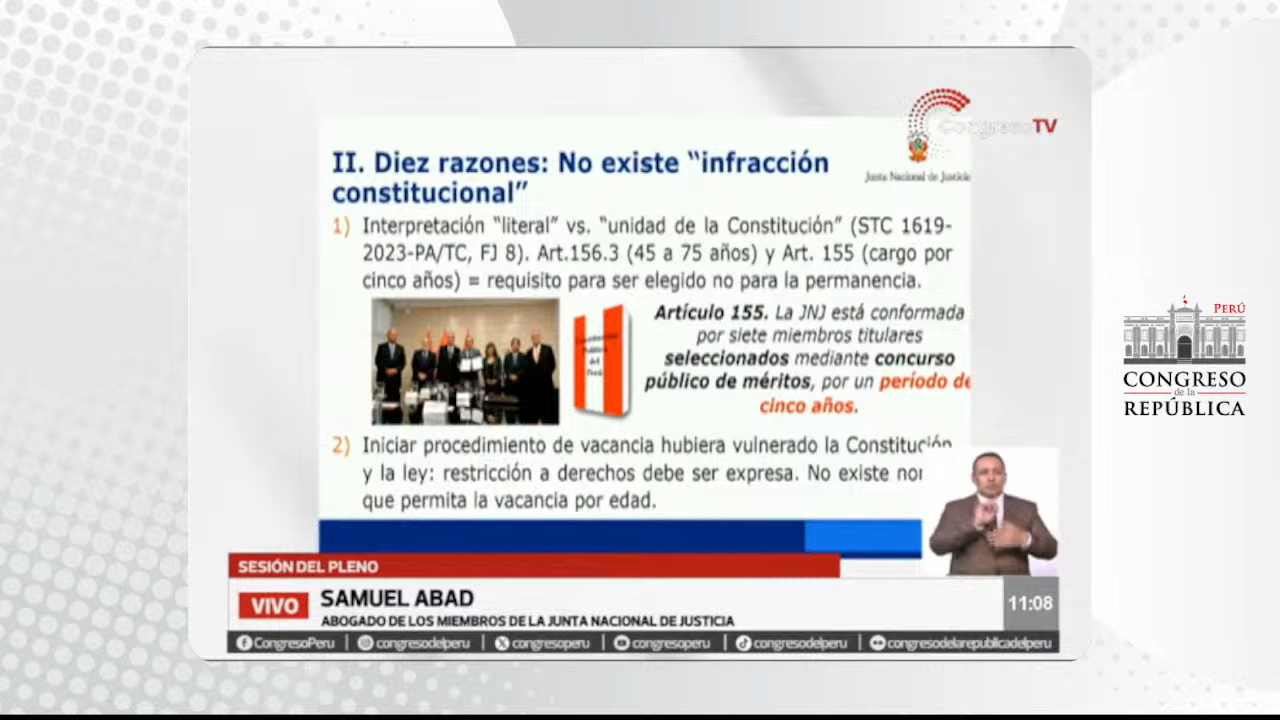 CongresoTV
Junta Nacional de Justicia
II. Diez razones: No existe “infracción
constitucional”
1) Interpretación “literal” vs. “unidad de la Constitución” (STC 1619-
2023-PA/TC, FJ 8). Art.156.3 (45 a 75 años) y Art. 155 (cargo por
cinco años) = requisito para ser elegido no para la permanencia.
Artículo 155. La JNJ está conformada
por siete miembros titulares
seleccionados mediante concurso
público de méritos, por un período de
cinco años.
2) Iniciar procedimiento de vacancia hubiera vulnerado la Constitución
y la ley: restricción a derechos debe ser expresa. No existe nor
que permita la vacancia por edad.
PERÚ
CONGRESO
de la
REPÚBLICA
SESIÓN DEL PLENO
VIVO
SAMUEL ABAD
ABOGADO DE LOS MIEMBROS DE LA JUNTA NACIONAL DE JUSTICIA
11:08
CongresoPeru | congresodelperu | congresoperu | congresoperu | congresodelperu | congresodelarepublicadelperu